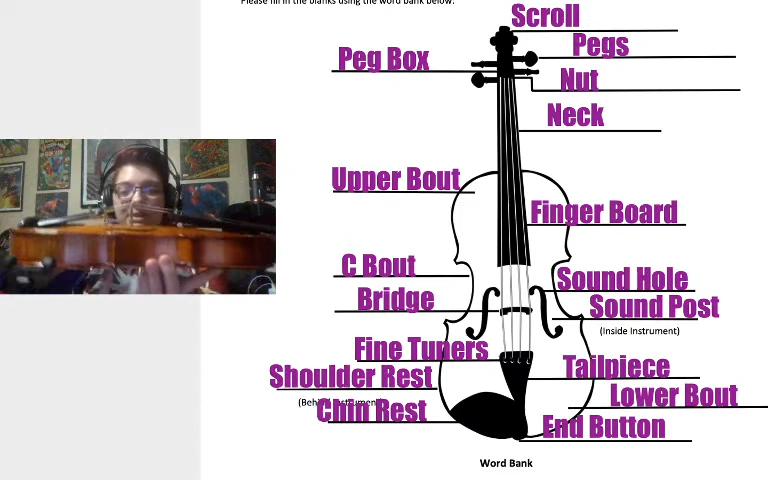 Please fill in the blanks using the word bank below.
Scroll
Pegs
Peg Box
Nut
Neck
Upper Bout
Finger Board
C Bout
Sound Hole
Bridge
Sound Post
(Inside Instrument)
Fine Tuners
Tailpiece
Shoulder Rest
Lower Bout
(Behind Instrument)
Chin Rest
End Button
Word Bank